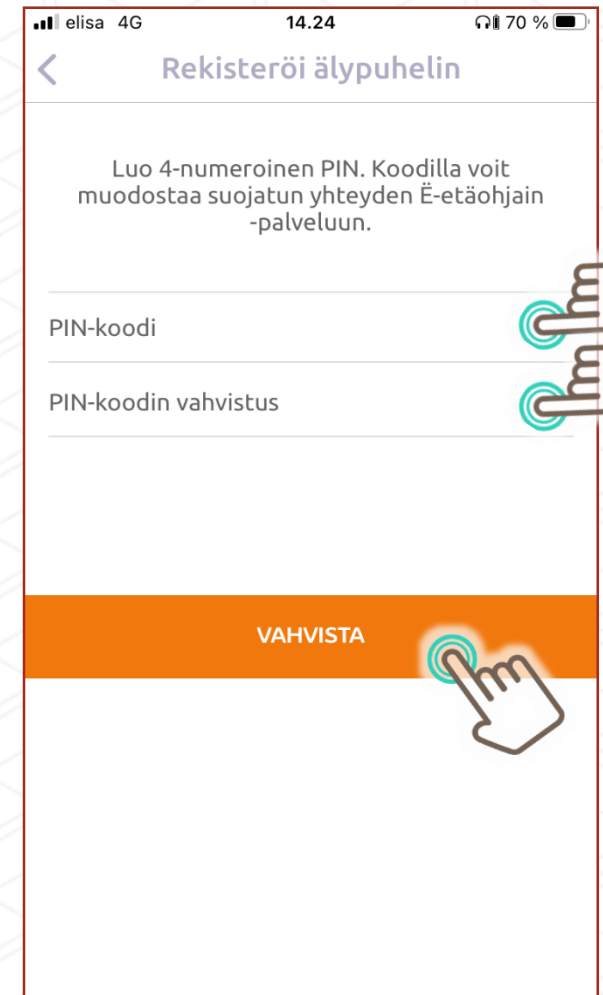 elisa 4G 14.24 70 %
Rekisteröi älypuhelin
Luo 4-numeroinen PIN. Koodilla voit
muodostaa suojatun yhteyden Ë-etäohjain
-palveluun.
PIN-koodi
PIN-koodin vahvistus
VAHVISTA